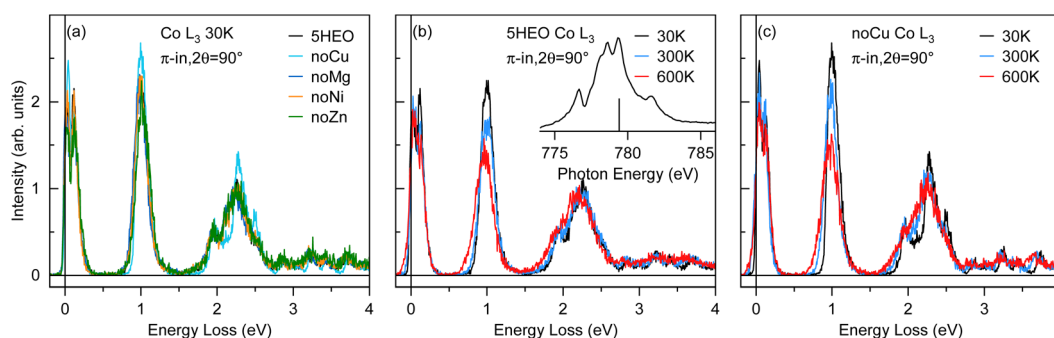 (a)
Co L₃ 30K
π-in,2θ=90°
5HEO
noCu
noMg
noNi
noZn
Intensity (arb. units)
2
1
0
0
1
2
3
4
Energy Loss (eV)
(b)
5HEO Co L₃
π-in,2θ=90°
30K
300K
600K
775
780
785
Photon Energy (eV)
0
1
2
3
4
Energy Loss (eV)
(c)
noCu Co L₃
π-in,2θ=90°
30K
300K
600K
0
1
2
3
Energy Loss (eV)